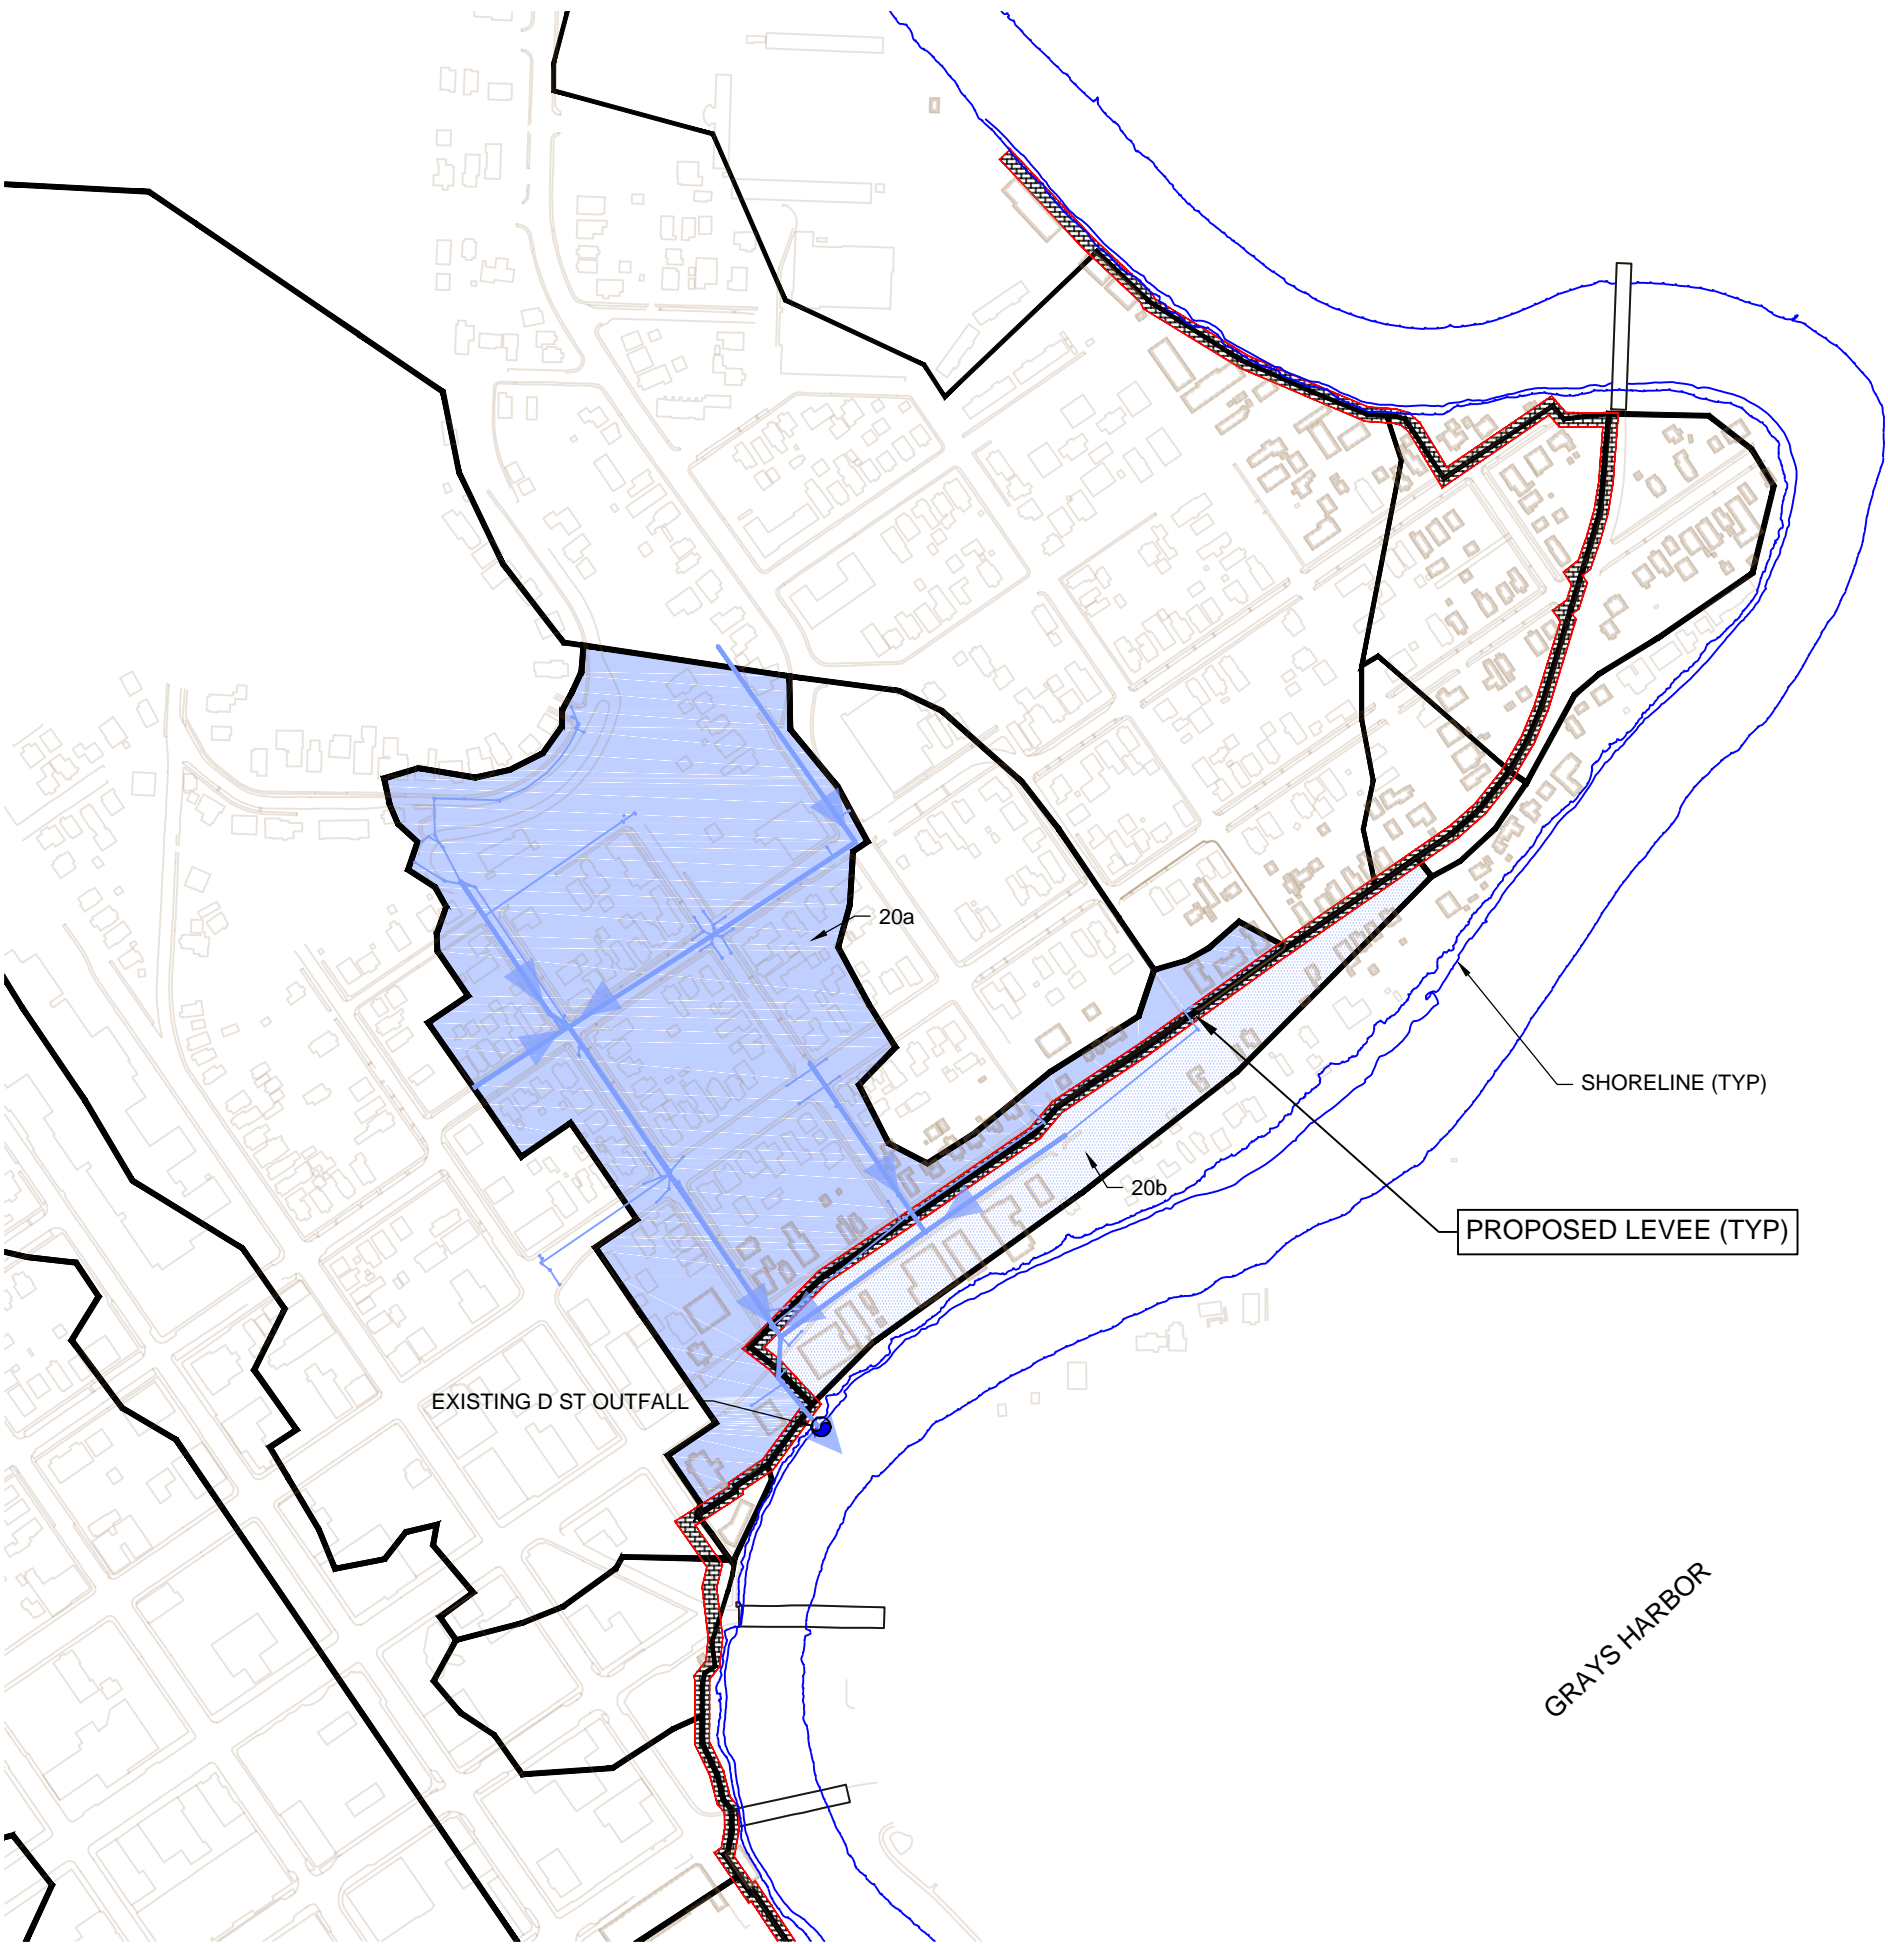 20a
SHORELINE (TYP)
20b
PROPOSED LEVEE (TYP)
EXISTING D ST OUTFALL
GRAYS HARBOR